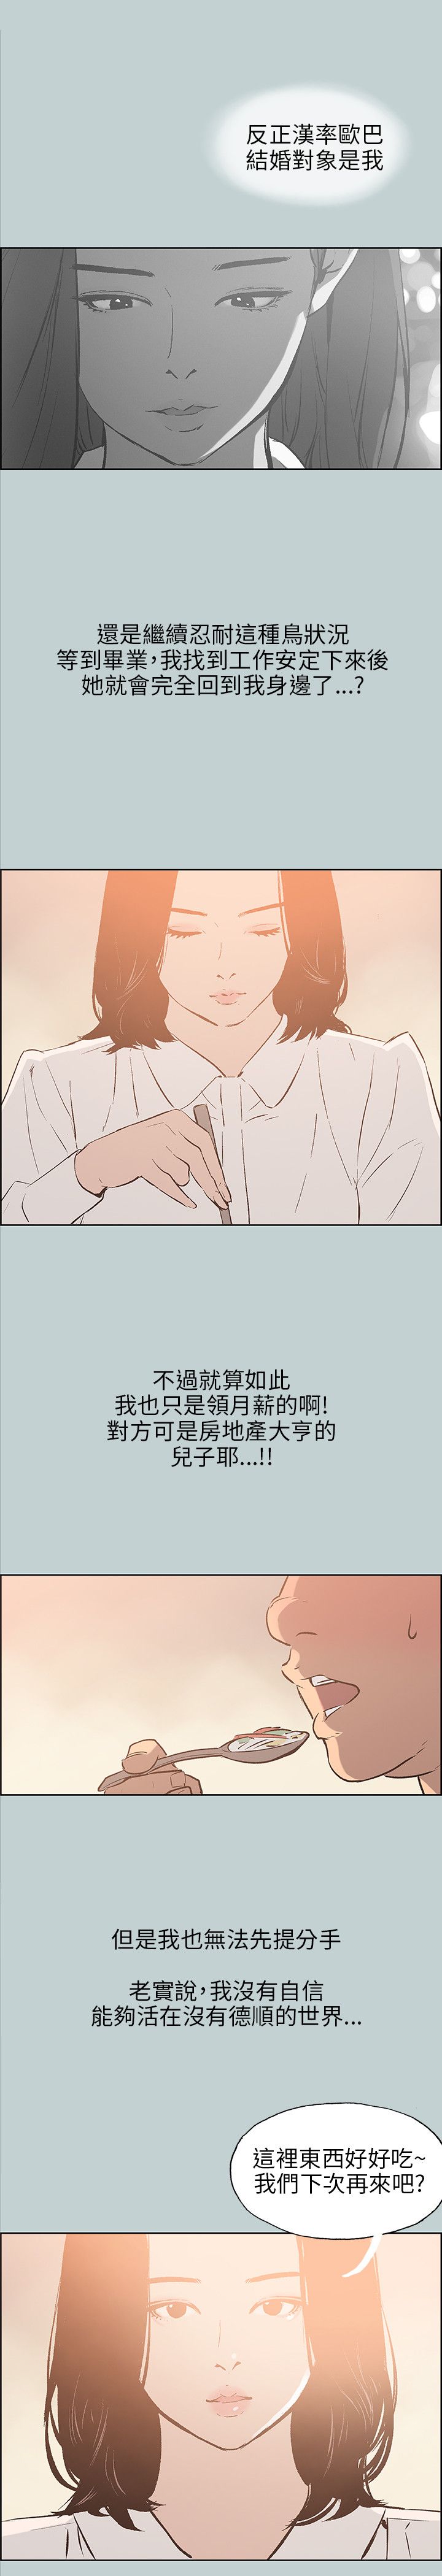 反正漢率歐巴
結婚對象是我
還是繼續忍耐這種鳥狀況
等到畢業，我找到工作安定下來後
她就會完全回到我身邊了...?
不過就算如此
我也只是領月薪的啊!
對方可是房地產大亨的
兒子耶...!!
但是我也無法先提分手
老實說，我沒有自信
能夠活在沒有德順的世界...
這裡東西好好吃~
我們下次再來吧?